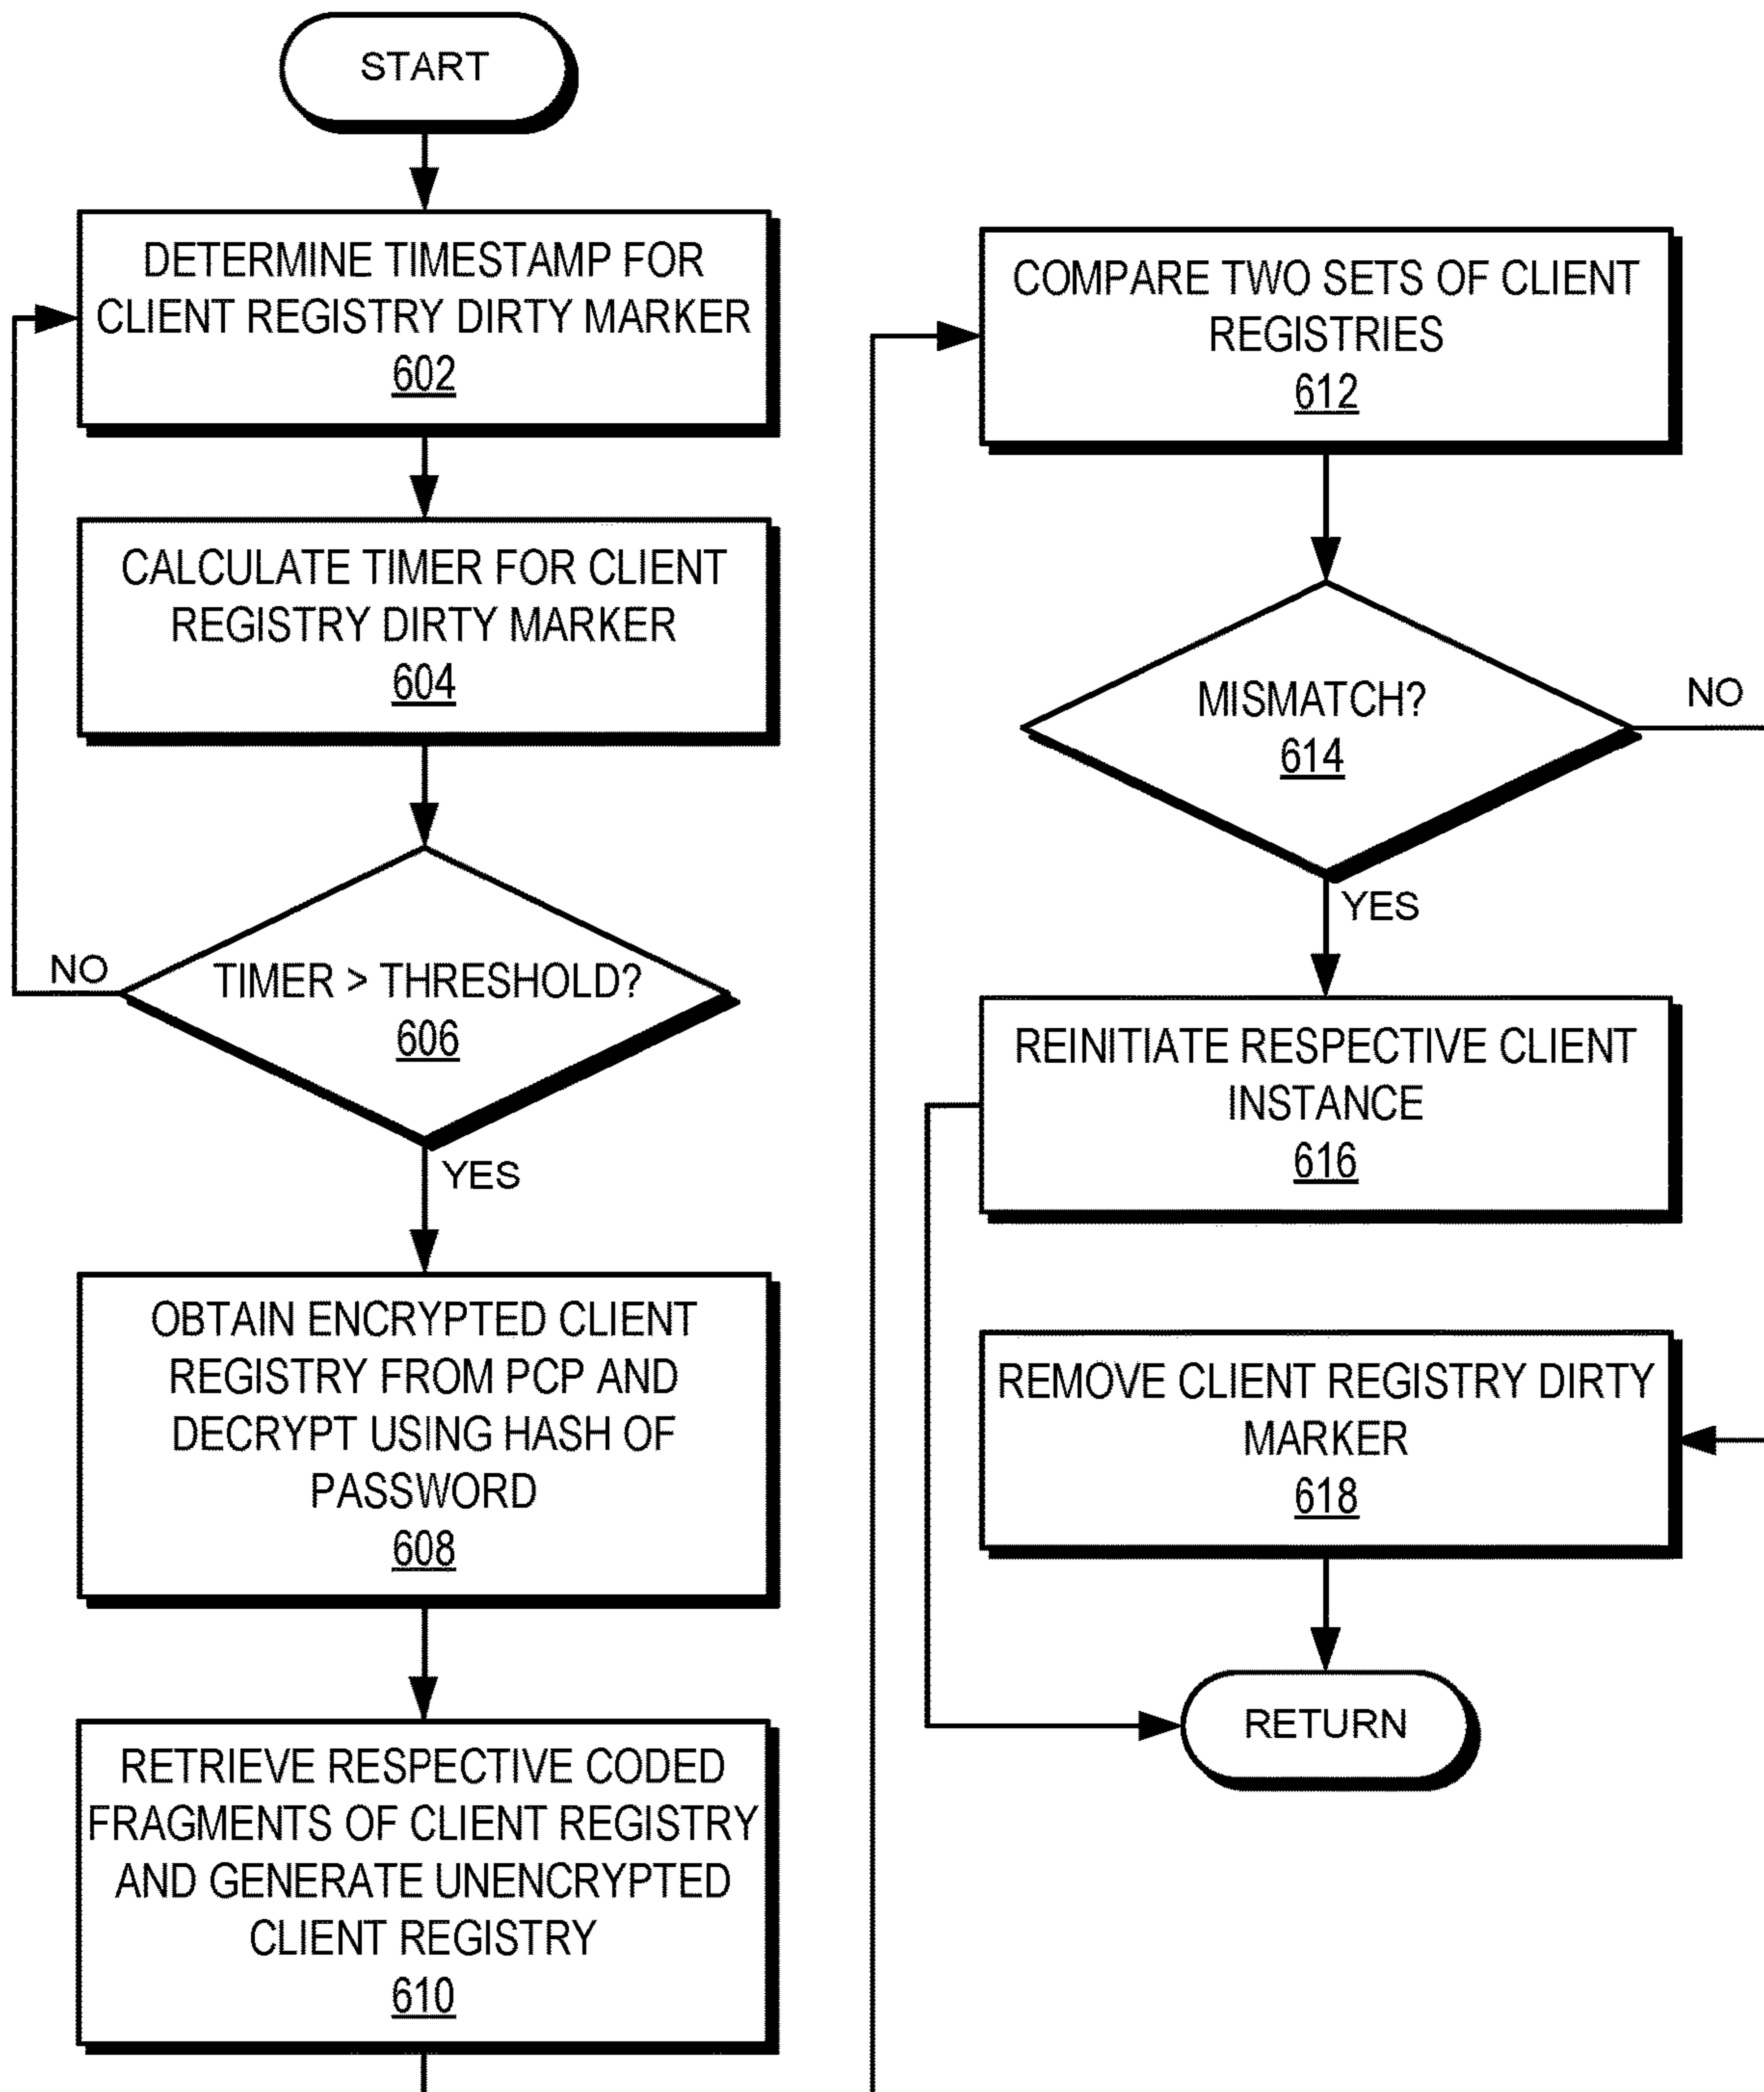 START
DETERMINE TIMESTAMP FOR
CLIENT REGISTRY DIRTY MARKER
602
CALCULATE TIMER FOR CLIENT
REGISTRY DIRTY MARKER
604
NO
TIMER > THRESHOLD?
606
YES
OBTAIN ENCRYPTED CLIENT
REGISTRY FROM PCP AND
DECRYPT USING HASH OF
PASSWORD
608
RETRIEVE RESPECTIVE CODED
FRAGMENTS OF CLIENT REGISTRY
AND GENERATE UNENCRYPTED
CLIENT REGISTRY
610
COMPARE TWO SETS OF CLIENT
REGISTRIES
612
MISMATCH?
614
NO
YES
REINITIATE RESPECTIVE CLIENT
INSTANCE
616
REMOVE CLIENT REGISTRY DIRTY
MARKER
618
RETURN